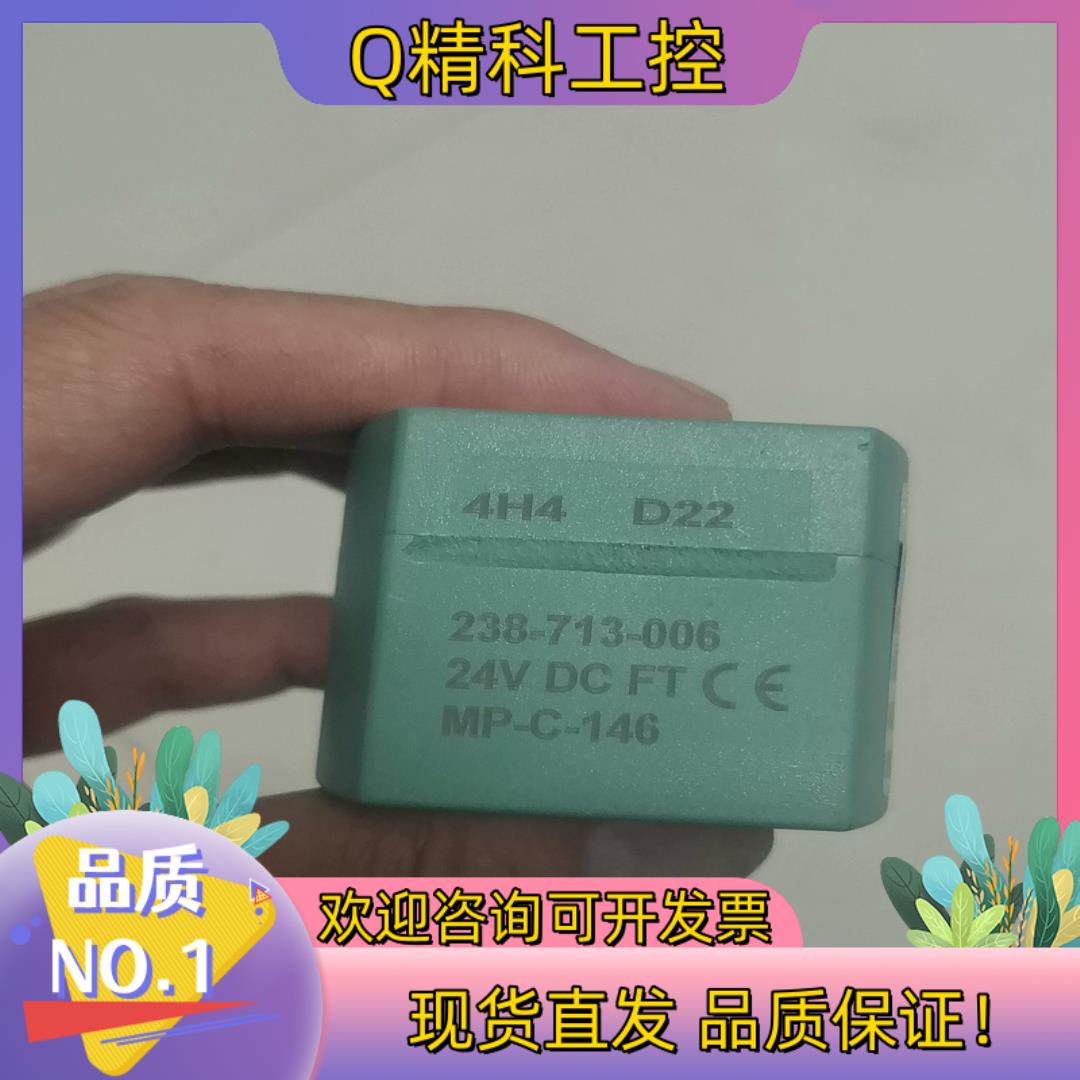 Q精科工控
4H4 D22
238-713-006
24V DC FT CE
MP-C-146
品质
NO.1
欢迎咨询可开发票
现货直发 品质保证!